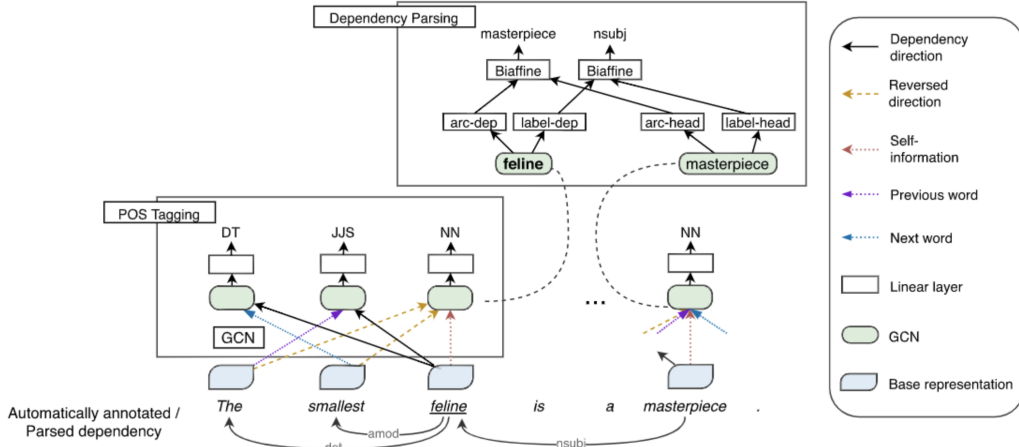 Dependency Parsing
masterpiece nsubj
Biaffine Biaffine
arc-dep label-dep arc-head label-head
feline masterpiece
POS Tagging
DT JJS NN NN
...
GCN
The smallest feline is a masterpiece .
Automatically annotated /
Parsed dependency
amod
det
nsubj
Dependency
direction
Reversed
direction
Self-
information
Previous word
Next word
Linear layer
GCN
Base representation